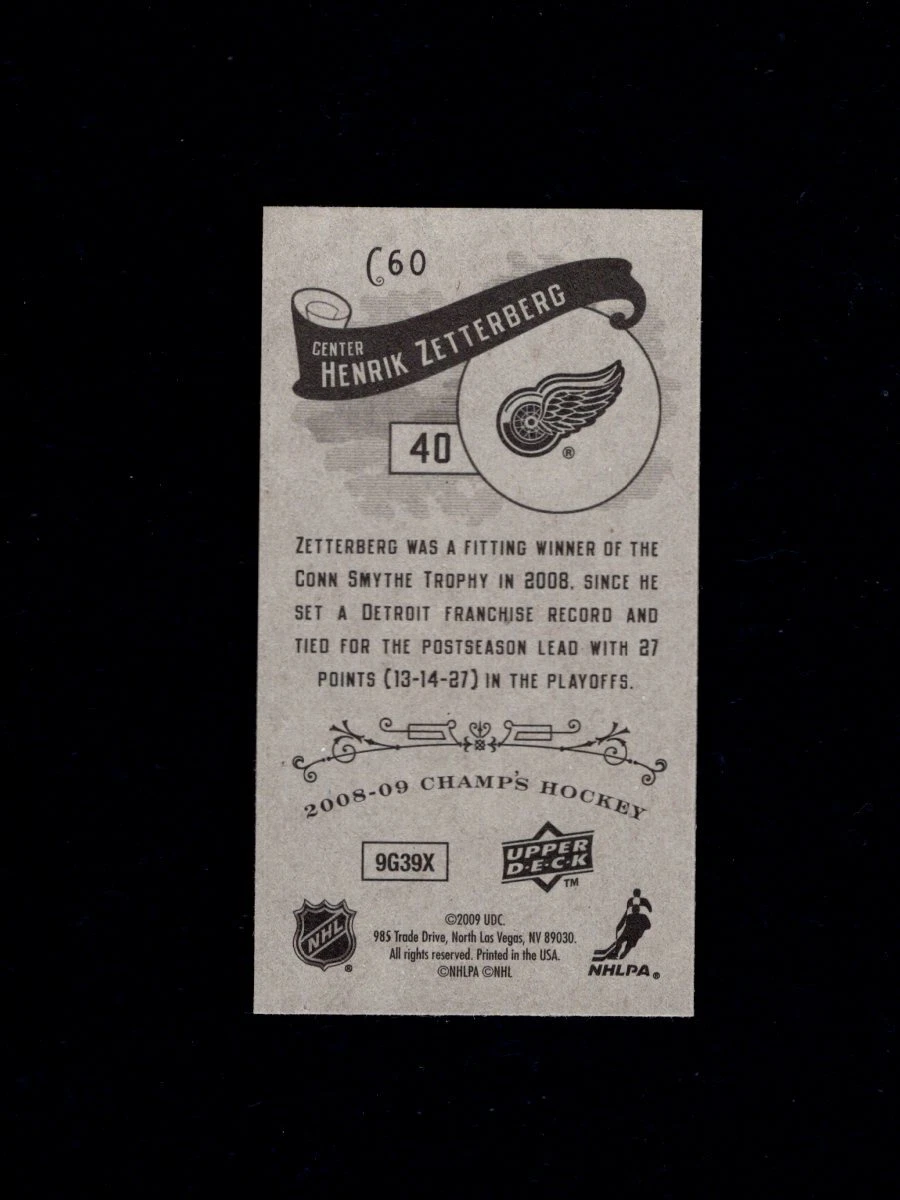 C60
CENTER
HENRIK ZETTERBERG
40
®
ZETTERBERG WAS A FITTING WINNER OF THE
CONN SMYTHE TROPHY IN 2008, SINCE HE
SET A DETROIT FRANCHISE RECORD AND
TIED FOR THE POSTSEASON LEAD WITH 27
POINTS (13-14-27) IN THE PLAYOFFS.
2008-09 CHAMP'S HOCKEY
9G39X
UPPER
D·E·C·K
TM
NHL
®
©2009 UDC.
985 Trade Drive, North Las Vegas, NV 89030.
All rights reserved. Printed in the USA.
©NHLPA ©NHL
NHLPA®